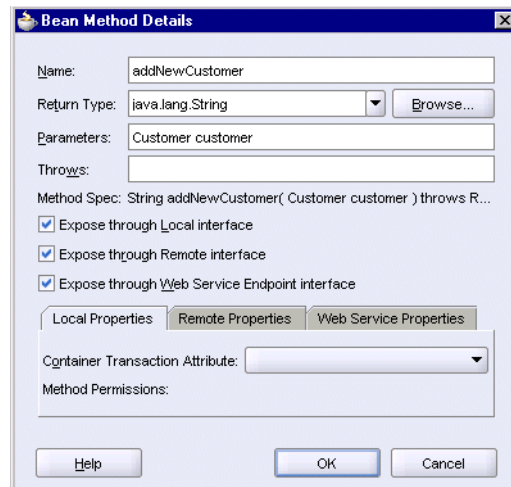 Bean Method Details
Name: addNewCustomer
Return Type: java.lang.String Browse...
Parameters: Customer customer
Throws:
Method Spec: String addNewCustomer( Customer customer ) throws R...
Expose through Local interface
Expose through Remote interface
Expose through Web Service Endpoint interface
Local Properties Remote Properties Web Service Properties
Container Transaction Attribute:
Method Permissions:
Help OK Cancel